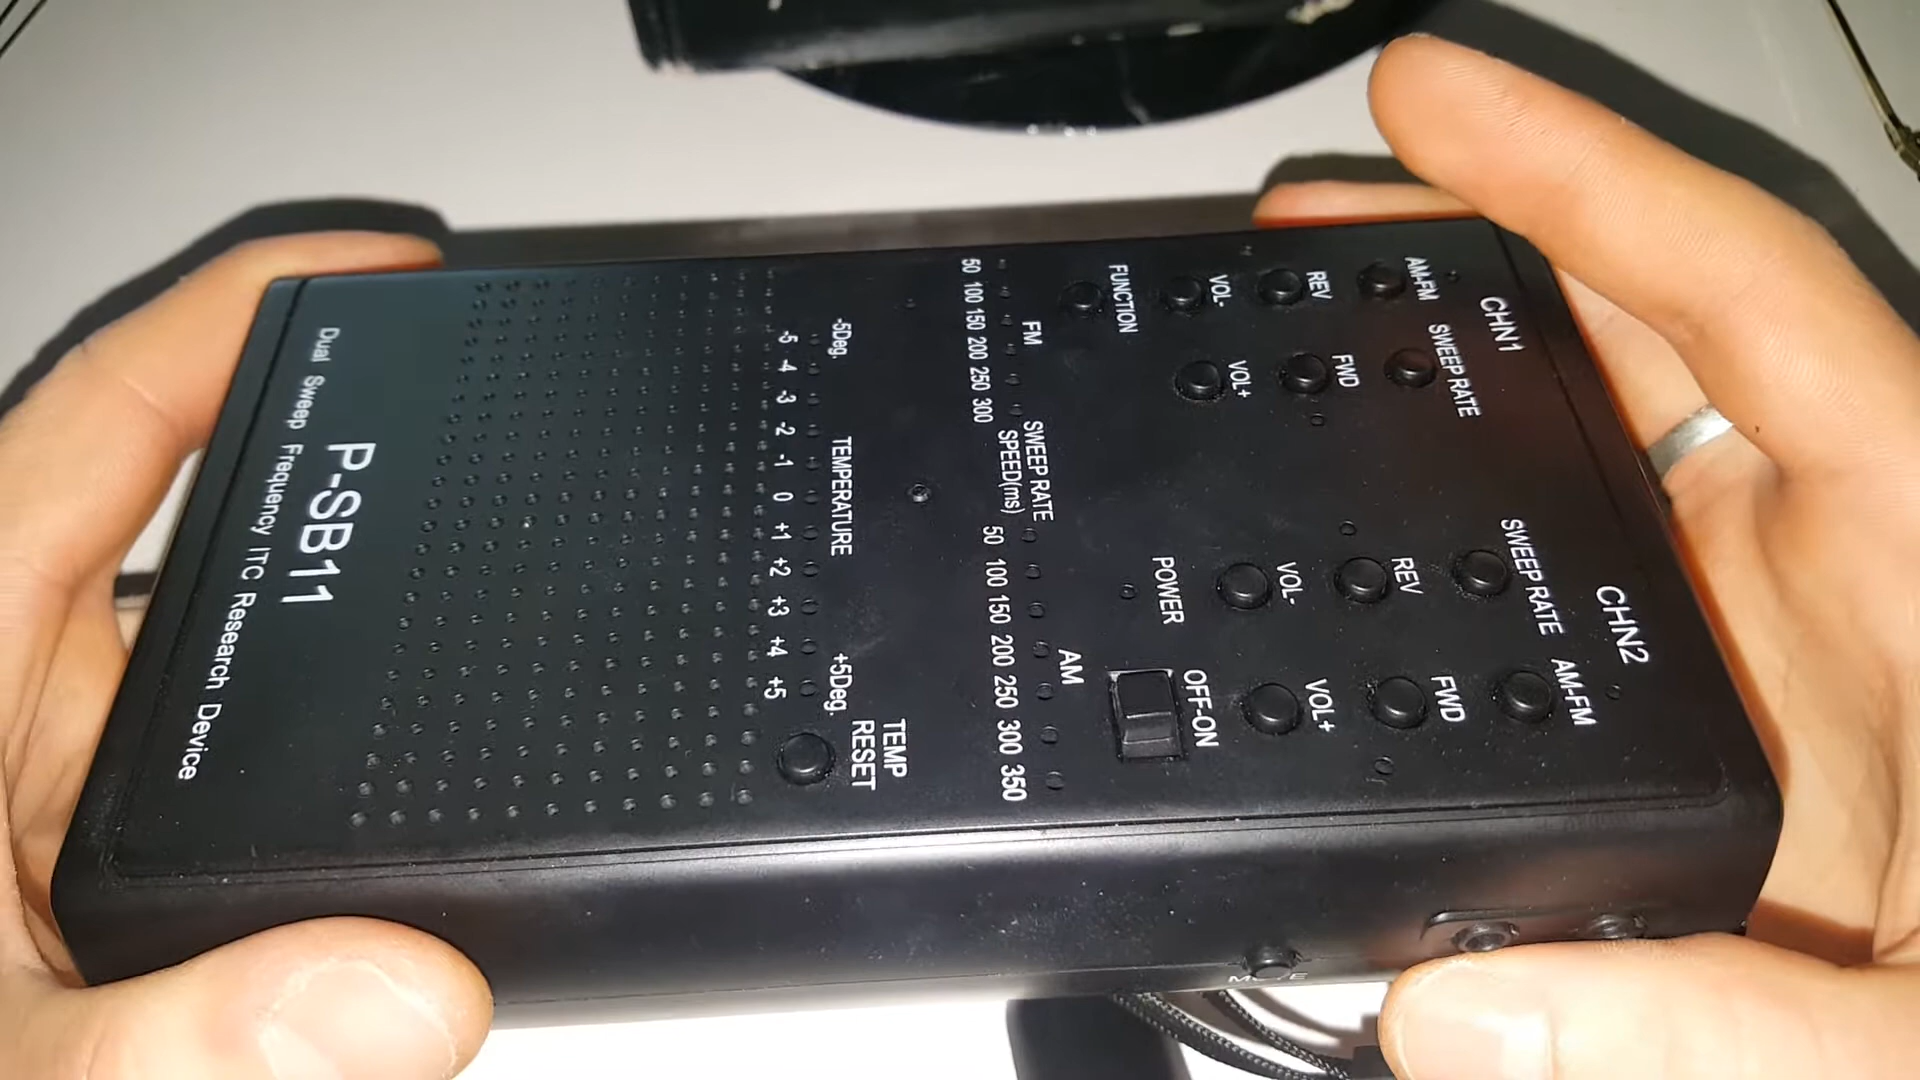 CHN1 CHN2
AM-FM SWEEP RATE SWEEP RATE AM-FM
REV FWD REV FWD
VOL- VOL+ VOL- VOL+
FUNCTION POWER OFF-ON
FM SWEEP RATE AM
SPEED(ms)
50 100 150 200 250 300 50 100 150 200 250 300 350
TEMP
RESET
-5Deg. TEMPERATURE +5Deg.
-5 -4 -3 -2 -1 0 +1 +2 +3 +4 +5
P-SB11
Dual Sweep Frequency ITC Research Device